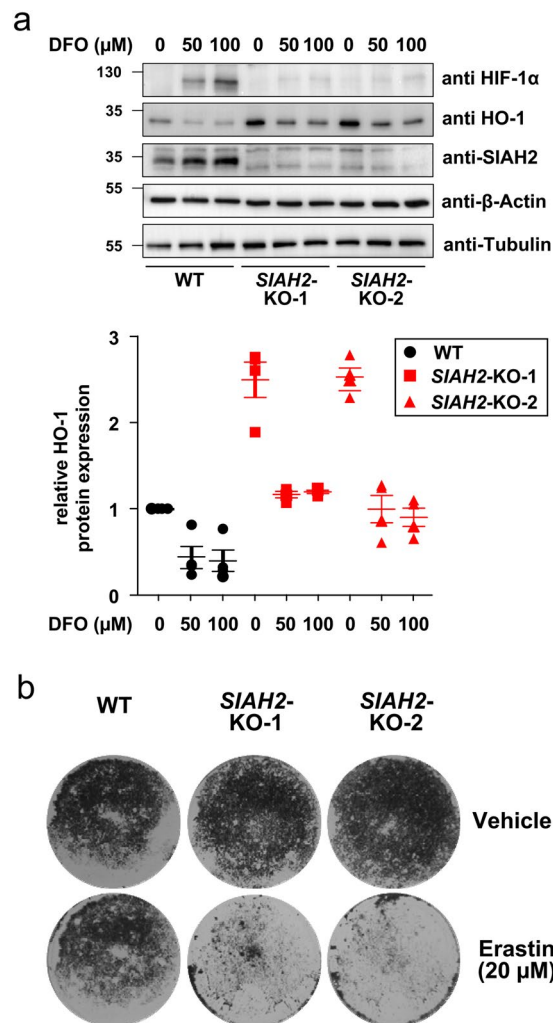 a
DFO (µM) 0 50 100 0 50 100 0 50 100
130
anti HIF-1α
35
anti HO-1
35
anti-SIAH2
55
anti-β-Actin
55
anti-Tubulin
WT SIAH2- SIAH2-
KO-1 KO-2
3
2
1
0
relative HO-1
protein expression
WT
SIAH2-KO-1
SIAH2-KO-2
DFO (µM) 0 50 100 0 50 100 0 50 100
b
WT SIAH2- SIAH2-
KO-1 KO-2
Vehicle
Erastin
(20 µM)